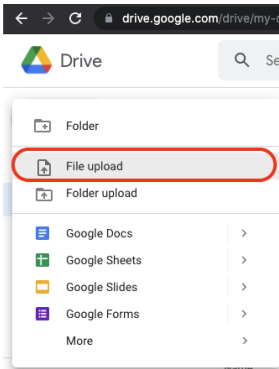 drive.google.com/drive/my-
Drive
Se
Folder
File upload
Folder upload
Google Docs
Google Sheets
Google Slides
Google Forms
More